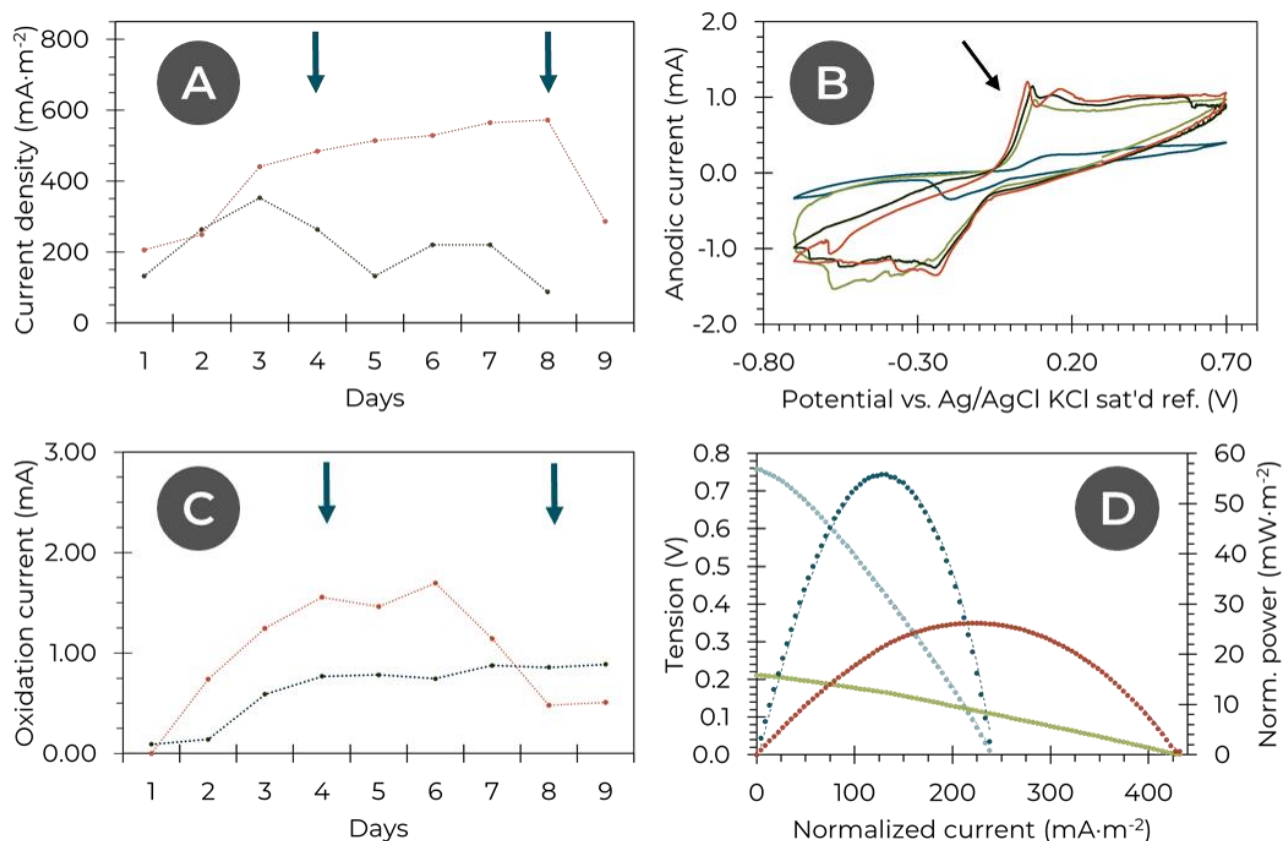 A
Current density (mA·m-2)
800
600
400
200
0
1 2 3 4 5 6 7 8 9
Days
B
Anodic current (mA)
2.0
1.0
0.0
-1.0
-2.0
-0.80 -0.30 0.20 0.70
Potential vs. Ag/AgCl KCl sat'd ref. (V)
C
Oxidation current (mA)
3.00
2.00
1.00
0.000
1 2 3 4 5 6 7 8 9
Days
D
Tension (V)
0.8
0.7
0.6
0.5
0.4
0.3
0.2
0.1
0.0
60
50
40
30
20
10
0
Norm. power (mW·m-2)
0 100 200 300 400
Normalized current (mA·m-2)